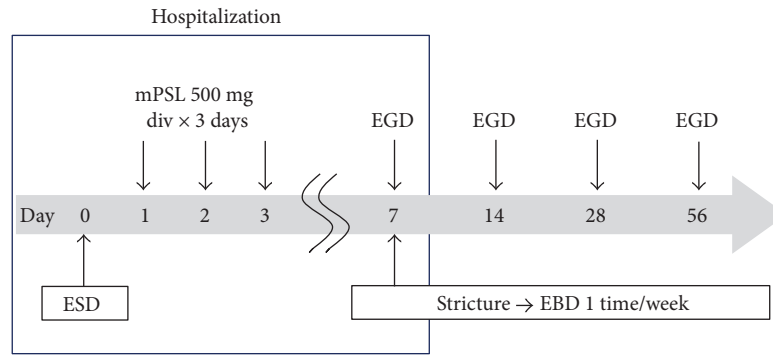 Hospitalization
mPSL 500 mg
div × 3 days
EGD EGD EGD EGD
Day 0 1 2 3 7 14 28 56
ESD
Stricture → EBD 1 time/week